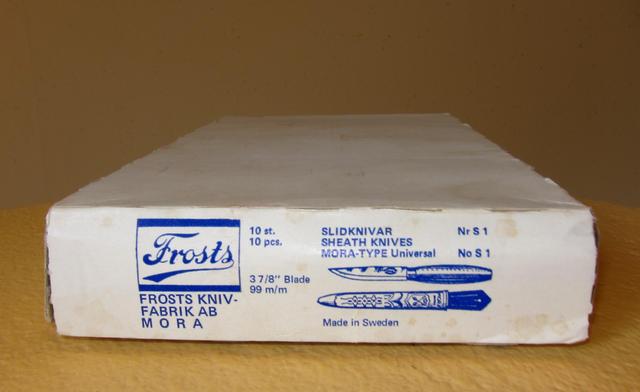 Frosts
FROSTS KNIV-
FABRIK AB
MORA
10 st.
10 pcs.
3 7/8" Blade
99 m/m
SLIDKNIVAR Nr S 1
SHEATH KNIVES
MORA-TYPE Universal No S 1
Made in Sweden